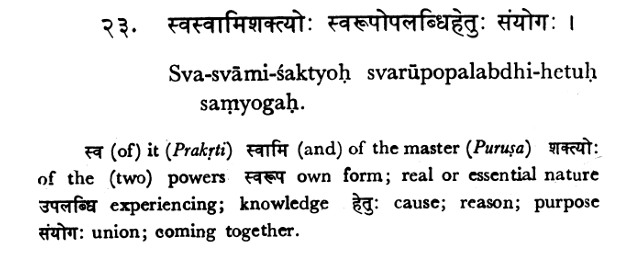 २३. स्वस्वामिशक्त्योः स्वरूपोपलब्धिहेतुः संयोगः ।
Sva-svāmi-śaktyoḥ svarūpopalabdhi-hetuḥ
saṃyogaḥ.
स्व (of) it (Prakṛti) स्वामि (and) of the master (Puruṣa) शक्त्योः
of the (two) powers स्वरूप own form; real or essential nature
उपलब्धि experiencing; knowledge हेतुः cause; reason; purpose
संयोगः union; coming together.